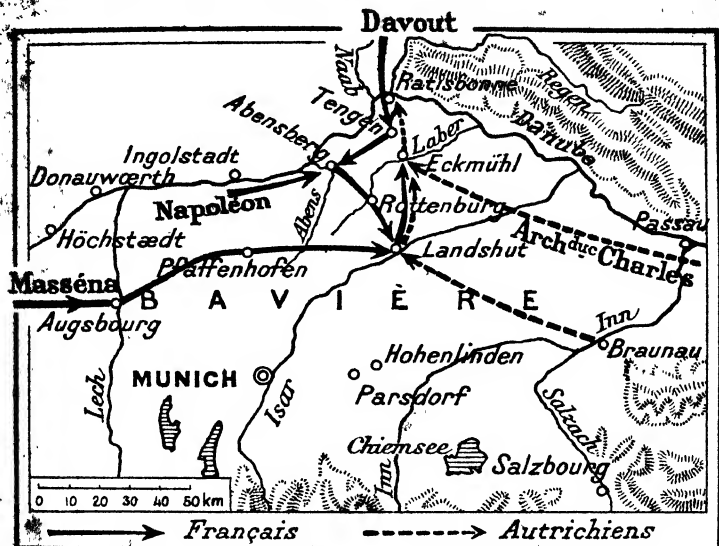 Davout
Naab
Ratisbonne
Regen
Tengen
Abensberg
Laber
Danube
Ingolstadt
Eckmühl
Donauwœrth
Napoléon
Abens
Rottenburg
Passau
Höchstædt
Landshut
Archduc Charles
Pfaffenhofen
Masséna
BAVIÈRE
Augsbourg
Inn
Braunau
Hohenlinden
MUNICH
Isar
Parsdorf
Lech
Salzach
Chiemsee
Salzbourg
Inn
0 10 20 30 40 50 km
Français
Autrichiens